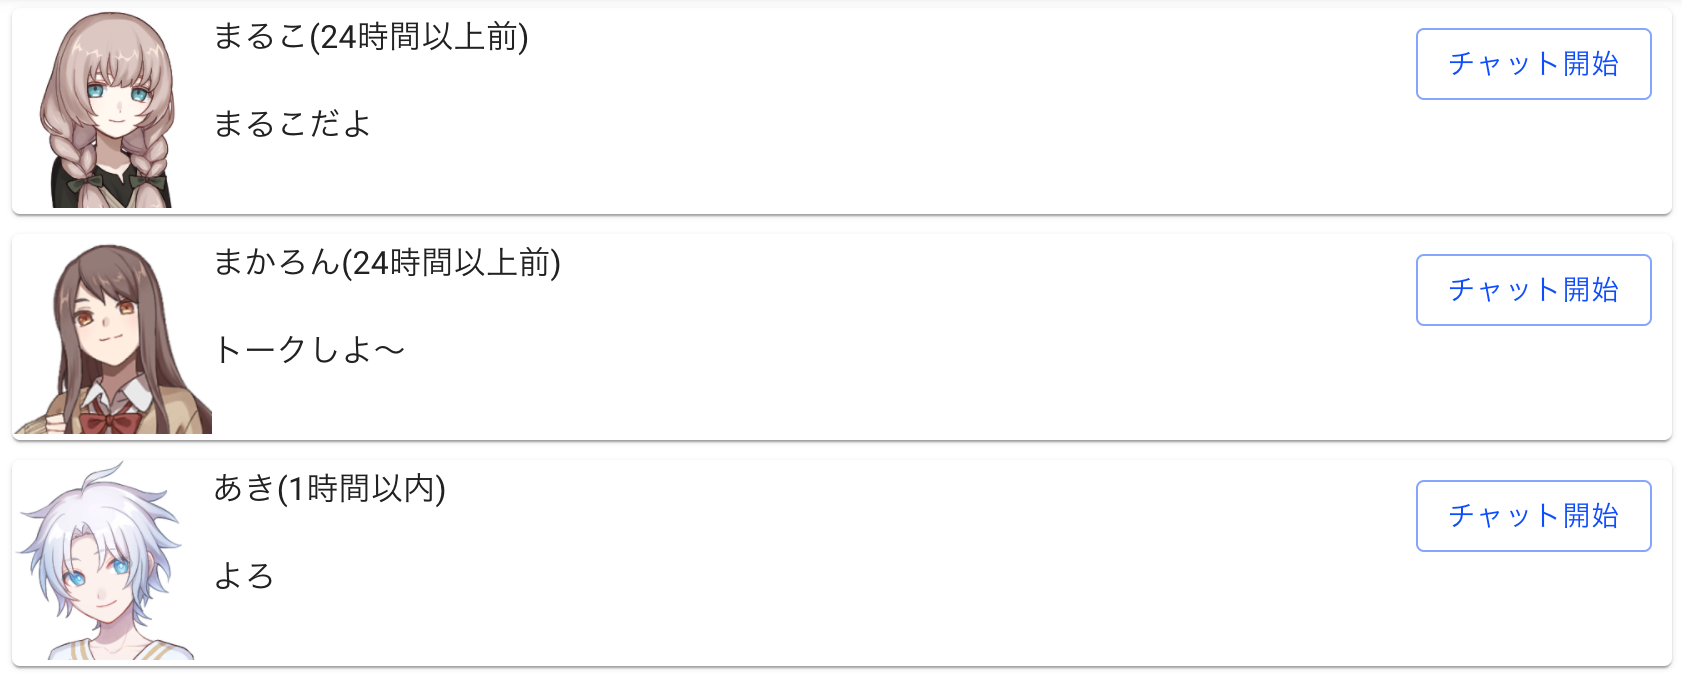 まるこ(24時間以上前)
チャット開始
まるこだよ
まかろん(24時間以上前)
チャット開始
トークしよ〜
あき(1時間以内)
チャット開始
よろ